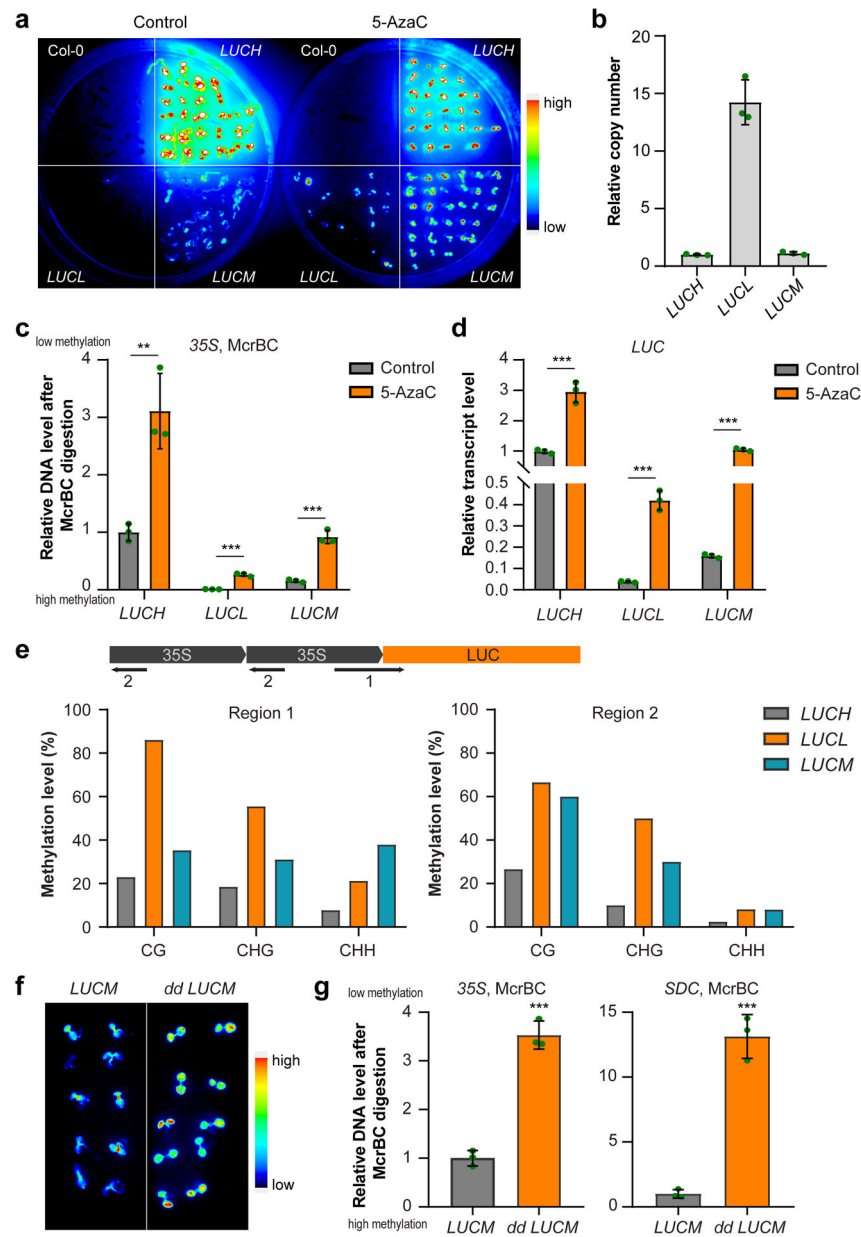 a
Control
5-AzaC
Col-0
LUCH
Col-0
LUCH
LUCL
LUCM
LUCL
LUCM
high
low
b
Relative copy number
20
15
10
5
0
LUCH
LUCL
LUCM
c
low methylation
35S, McrBC
Relative DNA level after
McrBC digestion
4
3
2
1
0
**
***
***
Control
5-AzaC
high methylation
LUCH
LUCL
LUCM
d
LUC
Relative transcript level
4
3
2
1
0.5
0.4
0.3
0.2
0.1
0.0
***
***
***
Control
5-AzaC
LUCH
LUCL
LUCM
e
35S
35S
LUC
2
2
1
Region 1
Methylation level (%)
100
80
60
40
20
0
CG
CHG
CHH
Region 2
Methylation level (%)
100
80
60
40
20
0
CG
CHG
CHH
LUCH
LUCL
LUCM
f
LUCM
dd LUCM
high
low
g
low methylation
35S, McrBC
Relative DNA level after
McrBC digestion
4
3
2
1
0
***
high methylation
LUCM
dd LUCM
SDC, McrBC
15
10
5
0
***
LUCM
dd LUCM